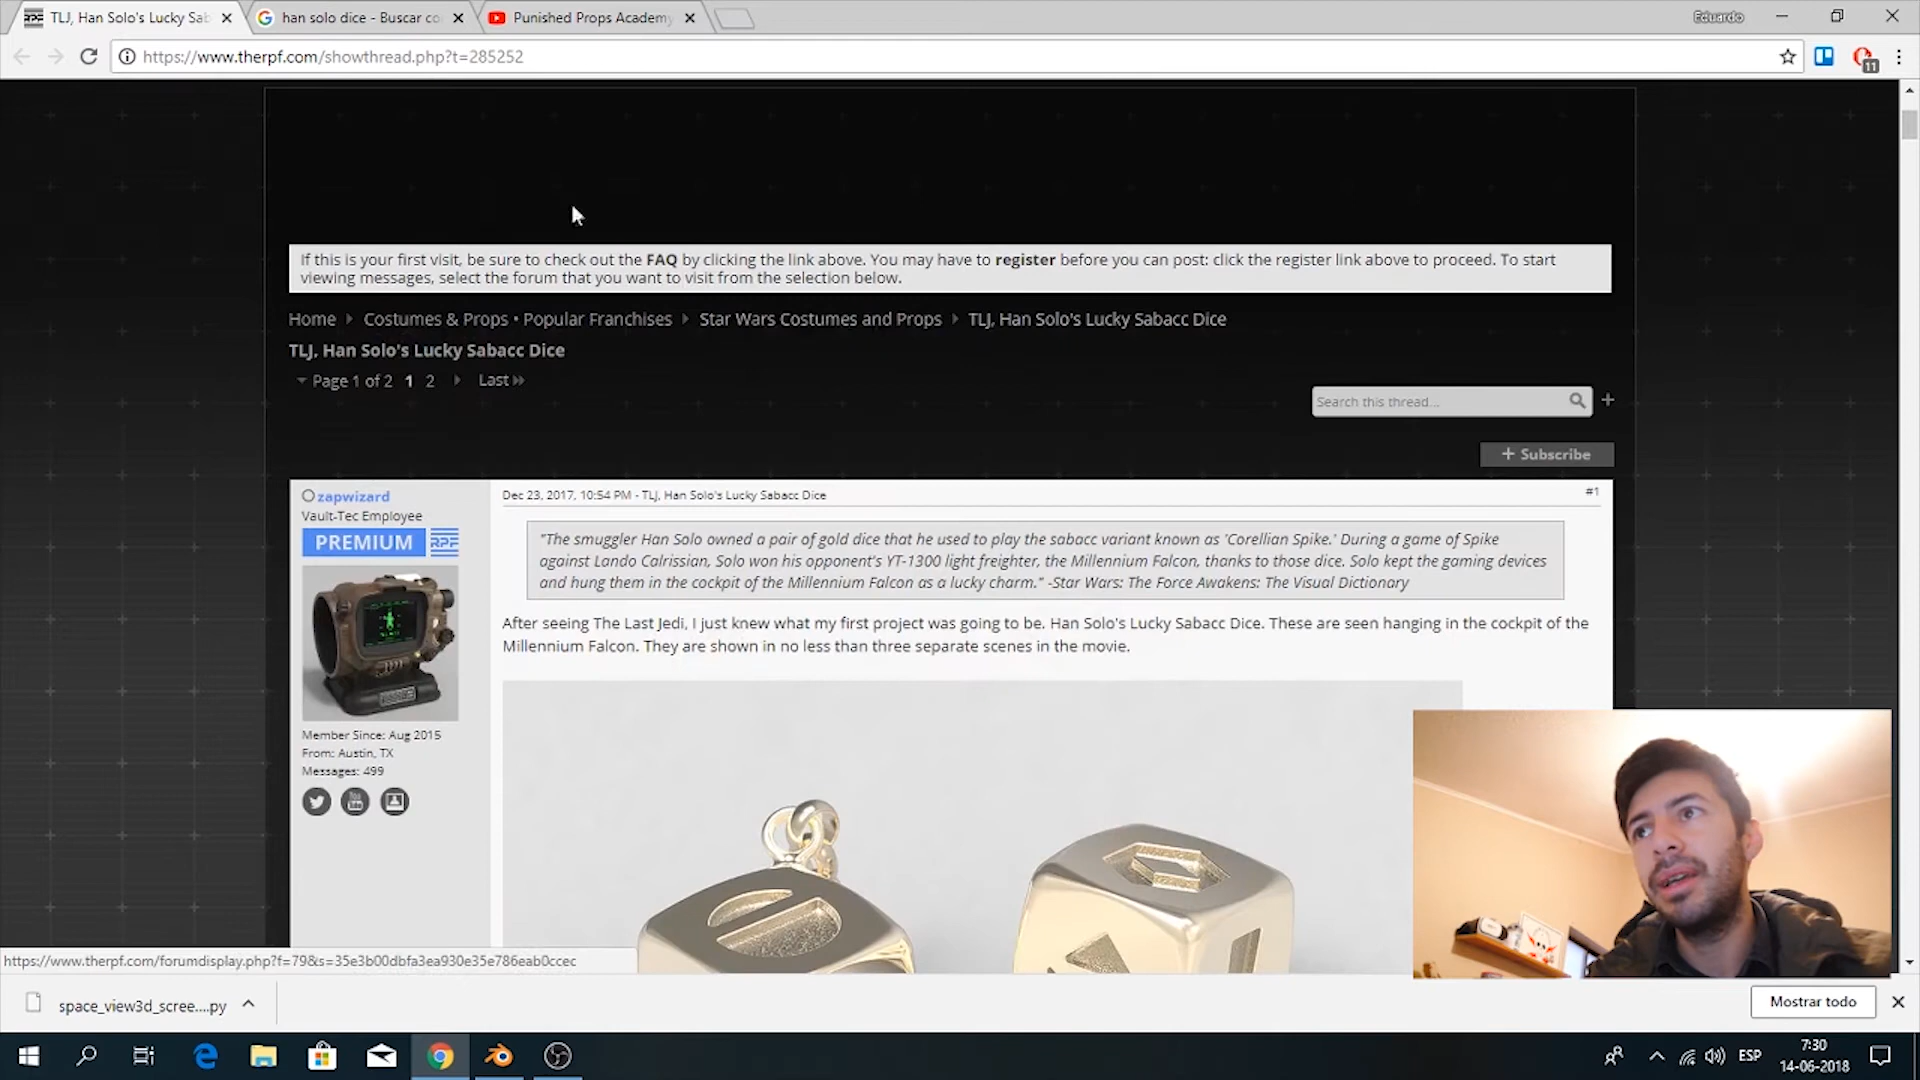 TLJ, Han Solo's Lucky Sab
han solo dice - Buscar co
Punished Props Academy
Eduardo
https://www.therpf.com/showthread.php?t=285252
11
If this is your first visit, be sure to check out the FAQ by clicking the link above. You may have to register before you can post: click the register link above to proceed. To start
viewing messages, select the forum that you want to visit from the selection below.
Home Costumes & Props • Popular Franchises Star Wars Costumes and Props TLJ, Han Solo's Lucky Sabacc Dice
TLJ, Han Solo's Lucky Sabacc Dice
Page 1 of 2 1 2 Last
Search this thread...
+ Subscribe
zapwizard
Vault-Tec Employee
PREMIUM RPF
Member Since: Aug 2015
From: Austin, TX
Messages: 499
You
Dec 23, 2017, 10:54 PM - TLJ, Han Solo's Lucky Sabacc Dice
#1
"The smuggler Han Solo owned a pair of gold dice that he used to play the sabacc variant known as 'Corellian Spike.' During a game of Spike
against Lando Calrissian, Solo won his opponent's YT-1300 light freighter, the Millennium Falcon, thanks to those dice. Solo kept the gaming devices
and hung them in the cockpit of the Millennium Falcon as a lucky charm." -Star Wars: The Force Awakens: The Visual Dictionary
After seeing The Last Jedi, I just knew what my first project was going to be. Han Solo's Lucky Sabacc Dice. These are seen hanging in the cockpit of the
Millennium Falcon. They are shown in no less than three separate scenes in the movie.
https://www.therpf.com/forumdisplay.php?f=79&s=35e3b00dbfa3ea930e35e786eab0ccec
space_view3d_scree....py
Mostrar todo
ESP
7:30
14-06-2018